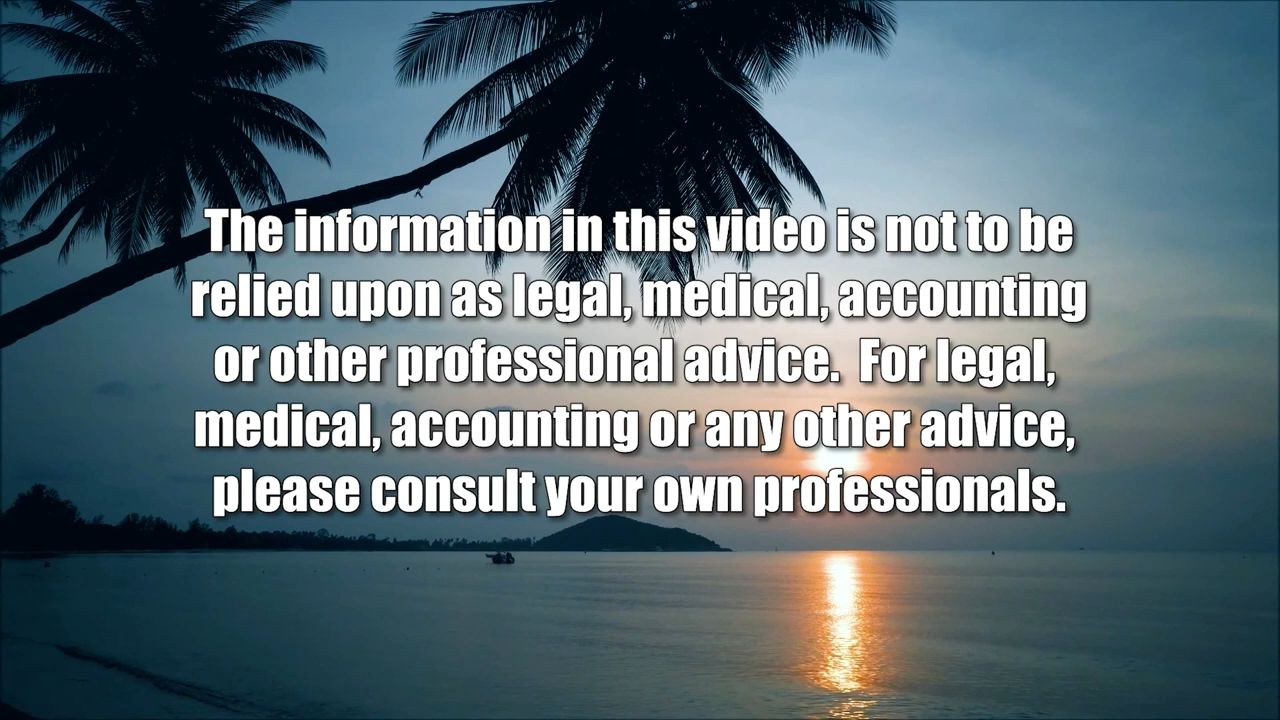 The information in this video is not to be
relied upon as legal, medical, accounting
or other professional advice.  For legal,
medical, accounting or any other advice,
please consult your own professionals.